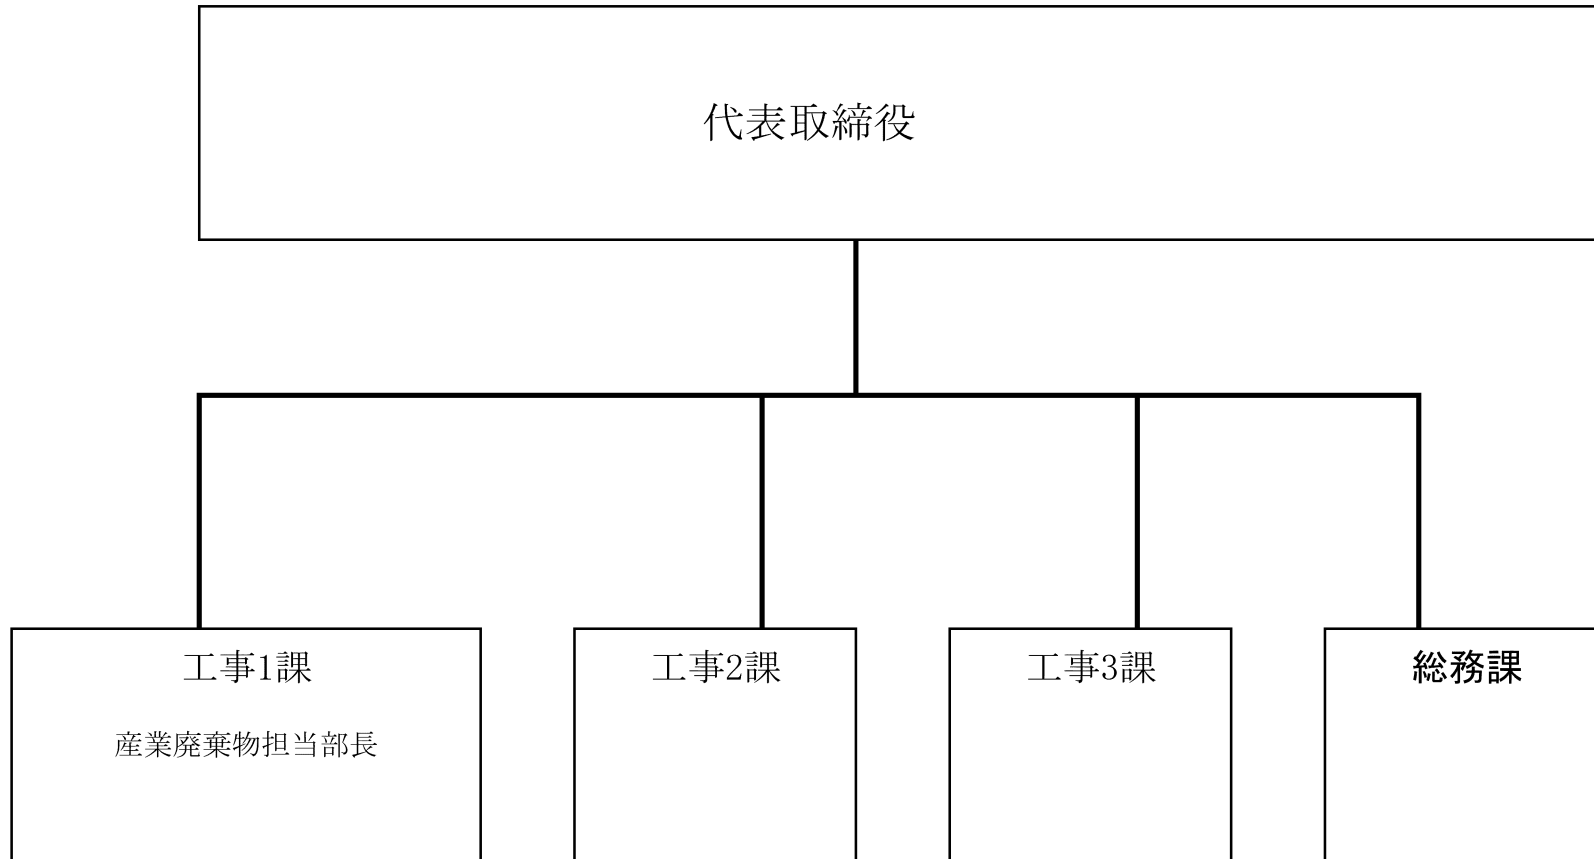 代表取締役
工事1課
工事2課
工事3課
総務課
産業廃棄物担当部長